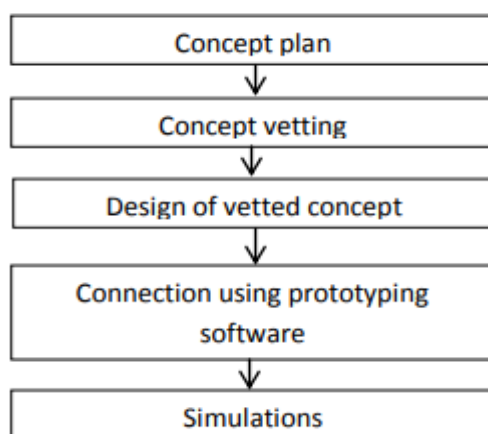 Concept plan
Concept vetting
Design of vetted concept
Connection using prototyping
software
Simulations